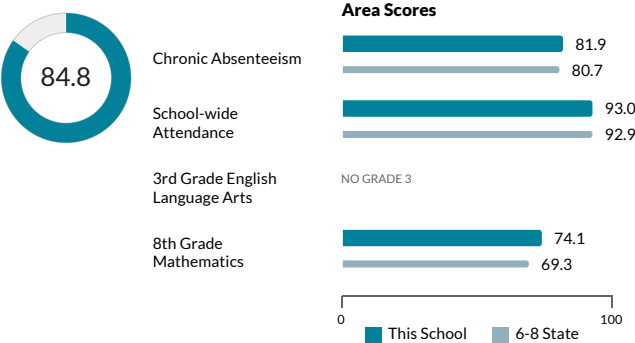 Area Scores
84.8
Chronic Absenteeism
81.9
80.7
School-wide
Attendance
93.0
92.9
3rd Grade English
Language Arts
NO GRADE 3
8th Grade
Mathematics
74.1
69.3
0
100
This School
6-8 State